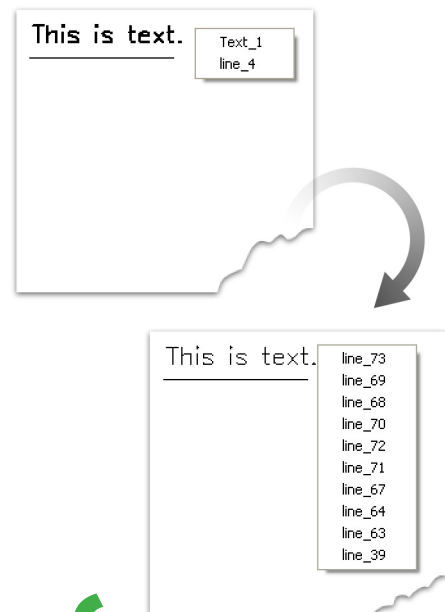 This is text.
Text_1
line_4
This is text.
line_73
line_69
line_68
line_70
line_72
line_71
line_67
line_64
line_63
line_39